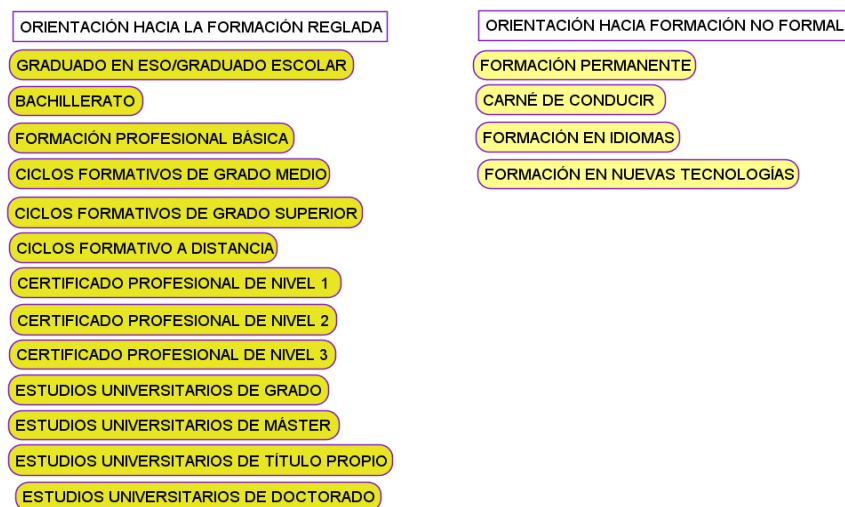 ORIENTACIÓN HACIA LA FORMACIÓN REGLADA
GRADUADO EN ESO/GRADUADO ESCOLAR
BACHILLERATO
FORMACIÓN PROFESIONAL BÁSICA
CICLOS FORMATIVOS DE GRADO MEDIO
CICLOS FORMATIVOS DE GRADO SUPERIOR
CICLOS FORMATIVO A DISTANCIA
CERTIFICADO PROFESIONAL DE NIVEL 1
CERTIFICADO PROFESIONAL DE NIVEL 2
CERTIFICADO PROFESIONAL DE NIVEL 3
ESTUDIOS UNIVERSITARIOS DE GRADO
ESTUDIOS UNIVERSITARIOS DE MÁSTER
ESTUDIOS UNIVERSITARIOS DE TÍTULO PROPIO
ESTUDIOS UNIVERSITARIOS DE DOCTORADO
ORIENTACIÓN HACIA FORMACIÓN NO FORMAL
FORMACIÓN PERMANENTE
CARNÉ DE CONDUCIR
FORMACIÓN EN IDIOMAS
FORMACIÓN EN NUEVAS TECNOLOGÍAS